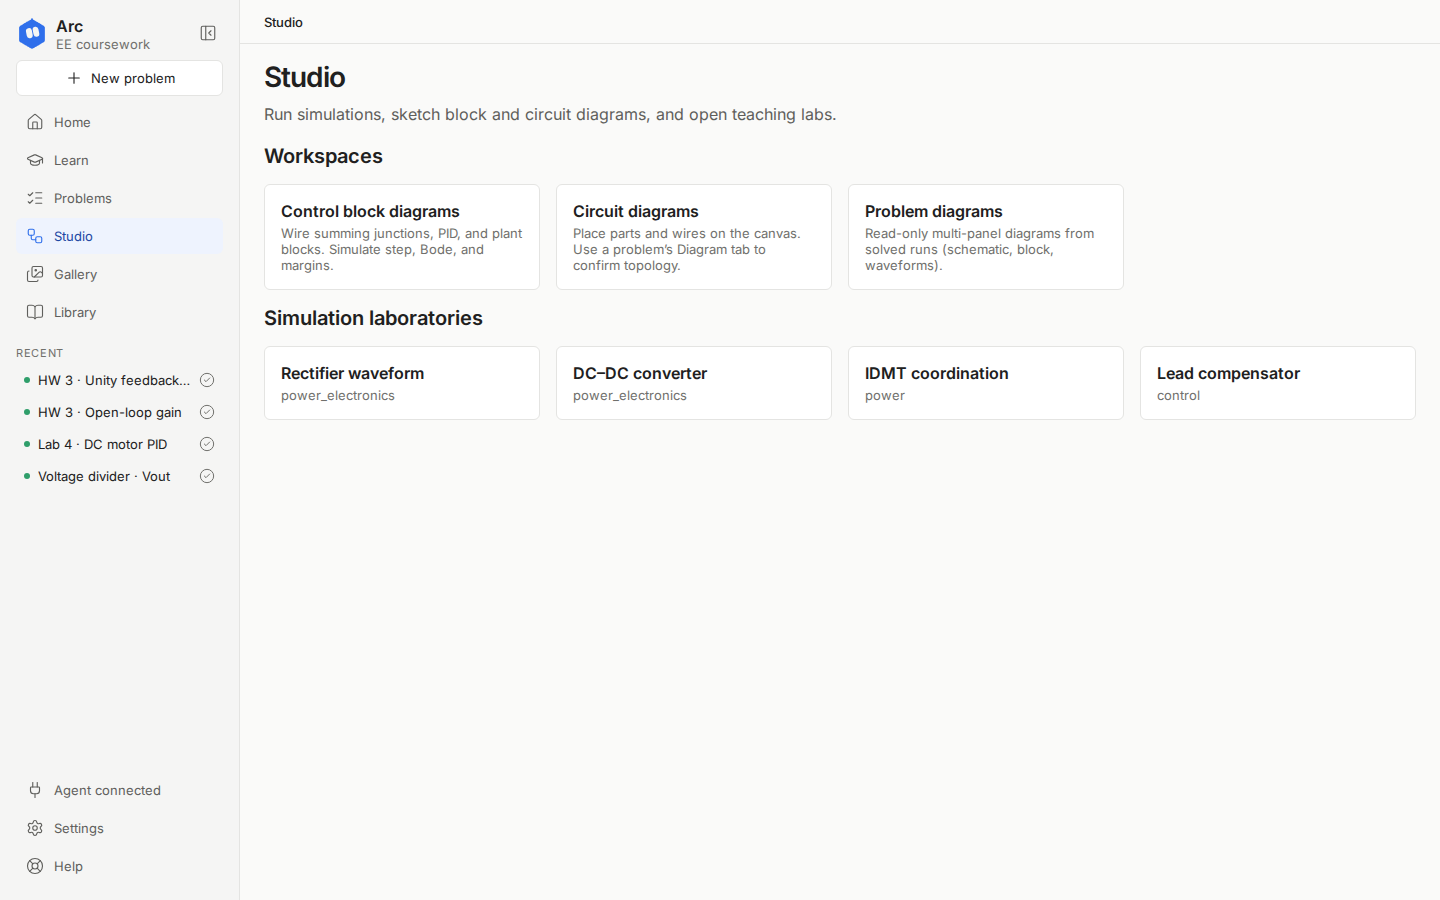 Arc
EE coursework
New problem
Home
Learn
Problems
Studio
Gallery
Library
RECENT
HW 3 · Unity feedback...
HW 3 · Open-loop gain
Lab 4 · DC motor PID
Voltage divider · Vout
Agent connected
Settings
Help
Studio
Studio
Run simulations, sketch block and circuit diagrams, and open teaching labs.
Workspaces
Control block diagrams
Wire summing junctions, PID, and plant
blocks. Simulate step, Bode, and
margins.
Circuit diagrams
Place parts and wires on the canvas.
Use a problem's Diagram tab to
confirm topology.
Problem diagrams
Read-only multi-panel diagrams from
solved runs (schematic, block,
waveforms).
Simulation laboratories
Rectifier waveform
power_electronics
DC–DC converter
power_electronics
IDMT coordination
power
Lead compensator
control